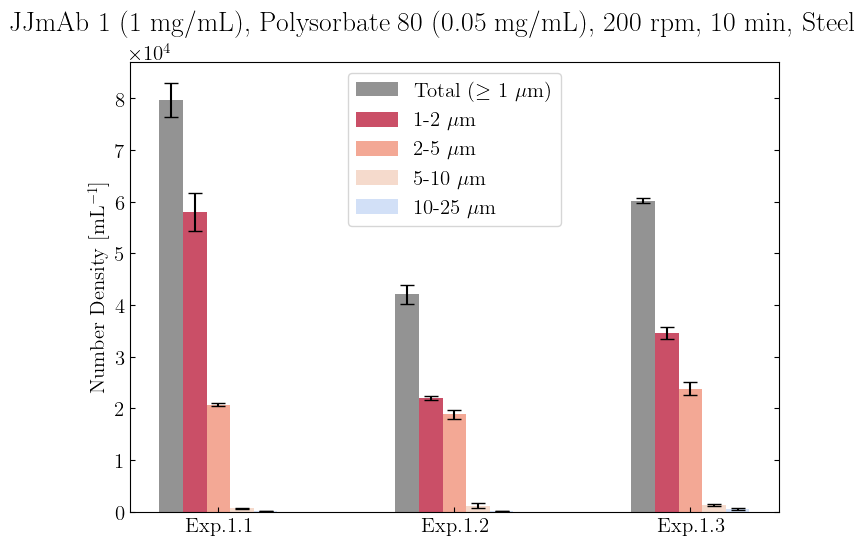 JJmAb 1 (1 mg/mL), Polysorbate 80 (0.05 mg/mL), 200 rpm, 10 min, Steel
×10⁴
Total (≥ 1 μm)
1-2 μm
2-5 μm
5-10 μm
10-25 μm
Number Density [mL⁻¹]
8
7
6
5
4
3
2
1
0
Exp.1.1 Exp.1.2 Exp.1.3